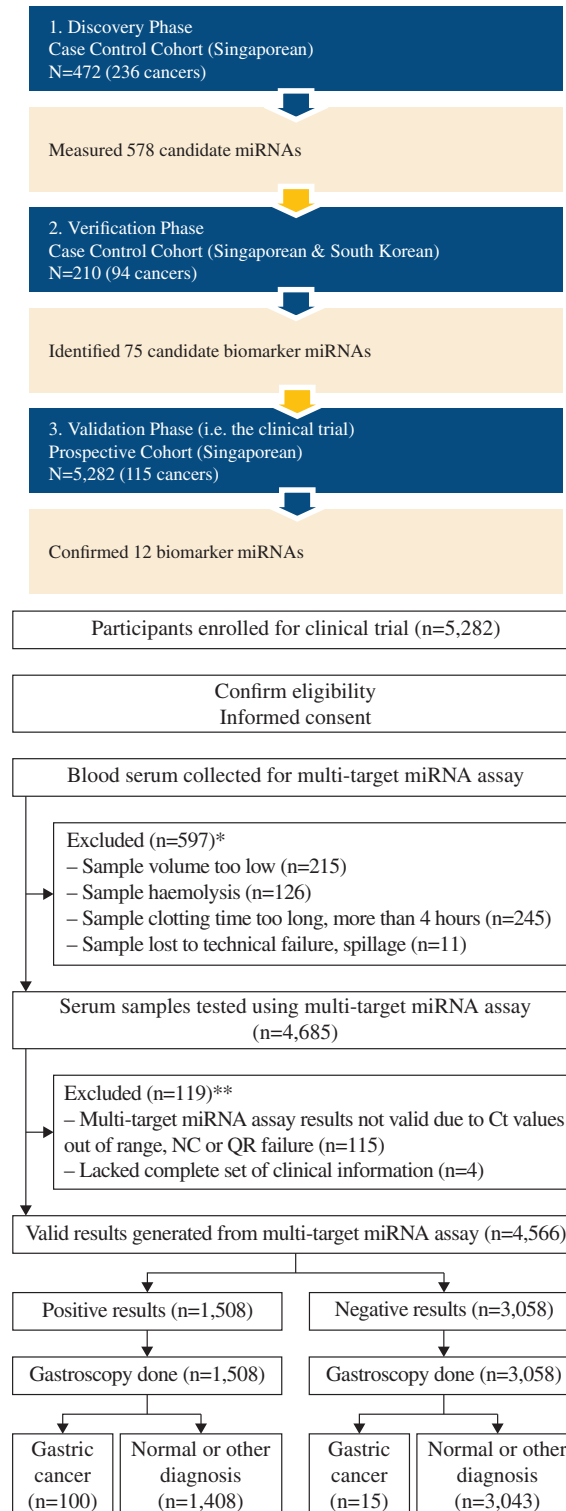 1. Discovery Phase
Case Control Cohort (Singaporean)
N=472 (236 cancers)
Measured 578 candidate miRNAs
2. Verification Phase
Case Control Cohort (Singaporean & South Korean)
N=210 (94 cancers)
Identified 75 candidate biomarker miRNAs
3. Validation Phase (i.e. the clinical trial)
Prospective Cohort (Singaporean)
N=5,282 (115 cancers)
Confirmed 12 biomarker miRNAs
Participants enrolled for clinical trial (n=5,282)
Confirm eligibility
Informed consent
Blood serum collected for multi-target miRNA assay
Excluded (n=597)*
– Sample volume too low (n=215)
– Sample haemolysis (n=126)
– Sample clotting time too long, more than 4 hours (n=245)
– Sample lost to technical failure, spillage (n=11)
Serum samples tested using multi-target miRNA assay
(n=4,685)
Excluded (n=119)**
– Multi-target miRNA assay results not valid due to Ct values
out of range, NC or QR failure (n=115)
– Lacked complete set of clinical information (n=4)
Valid results generated from multi-target miRNA assay (n=4,566)
Positive results (n=1,508)
Negative results (n=3,058)
Gastroscopy done (n=1,508)
Gastroscopy done (n=3,058)
Gastric
cancer
(n=100)
Normal or other
diagnosis
(n=1,408)
Gastric
cancer
(n=15)
Normal or other
diagnosis
(n=3,043)